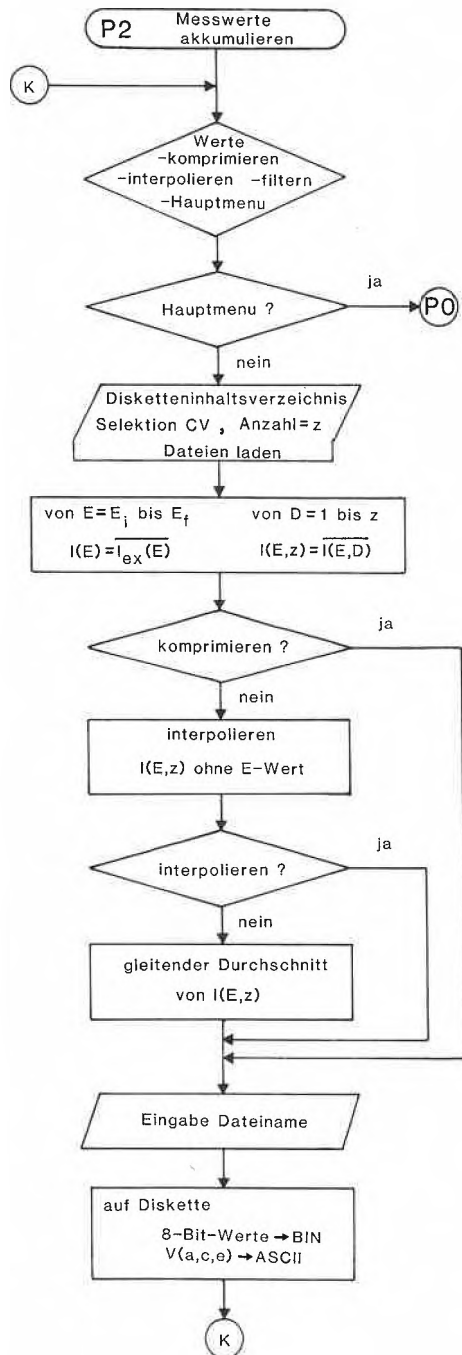 P2 Messwerte
akkumulieren
K
Werte
-komprimieren
-interpolieren -filtern
-Hauptmenu
Hauptmenu ?
ja
P0
nein
Disketteninhaltsverzeichnis
Selektion CV , Anzahl=z
Dateien laden
von E=E_i bis E_f von D=1 bis z
I(E)=I_ex(E) I(E,z)=I(E,D)
komprimieren ?
ja
nein
interpolieren
I(E,z) ohne E-Wert
interpolieren ?
ja
nein
gleitender Durchschnitt
von I(E,z)
Eingabe Dateiname
auf Diskette
8-Bit-Werte→BIN
V(a,c,e)→ASCII
K